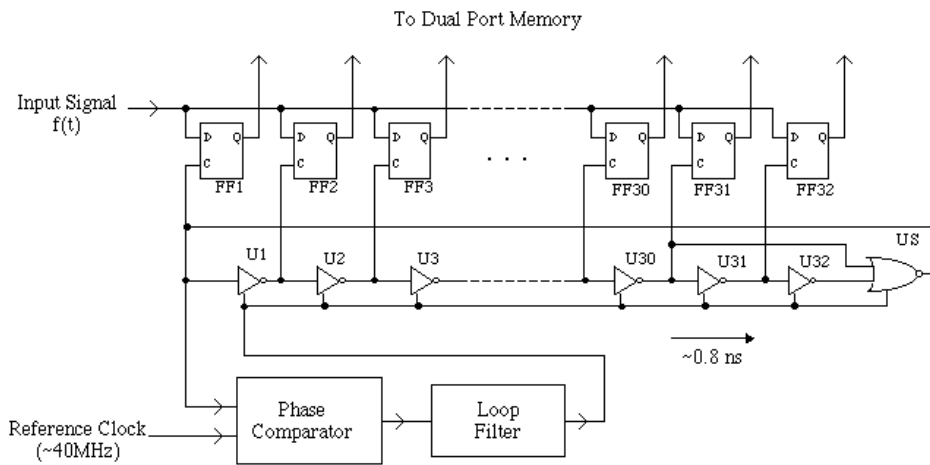 To Dual Port Memory
Input Signal
f(t)
D Q
C
D Q
C
D Q
C
D Q
C
D Q
C
D Q
C
. . .
FF1
FF2
FF3
FF30
FF31
FF32
U1
U2
U3
U30
U31
U32
US
~0.8 ns
Phase
Comparator
Loop
Filter
Reference Clock
(~40MHz)